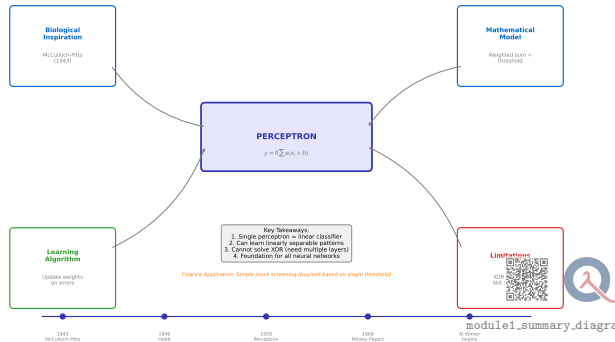 Biological
Inspiration
McCulloch-Pitts
(1943)
Mathematical
Model
Weighted sum +
threshold
PERCEPTRON
y = f(∑wᵢxᵢ + b)
Learning
Algorithm
Update weights
on errors
Key Takeaways:
1. Single perceptron = linear classifier
2. Can learn linearly separable patterns
3. Cannot solve XOR (need multiple layers)
4. Foundation for all neural networks
Finance Application: Simple stock screening (buy/sell based on single threshold)
Limitations
XOR
Not
1943
McCulloch-Pitts
1949
Hebb
1958
Perceptron
1969
Minsky-Papert
AI Winter
begins
module1_summary_diagra